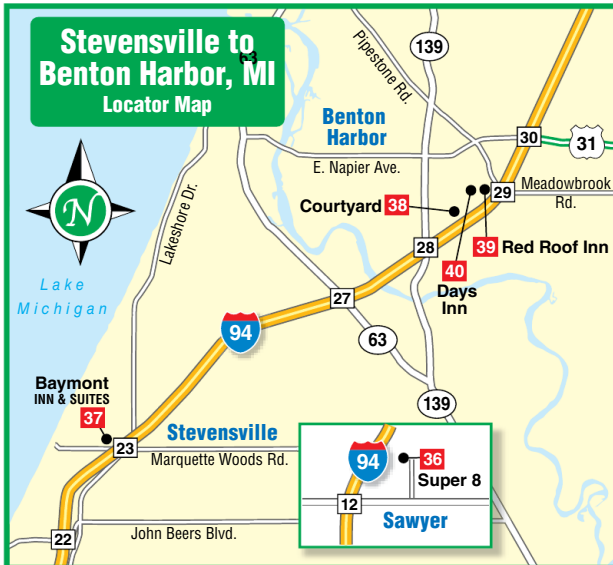 Stevensville to
Benton Harbor, MI
63
Locator Map
139
Pipestone Rd.
Benton
Harbor
30
31
E. Napier Ave.
Meadowbrook
Rd.
29
Courtyard 38
39 Red Roof Inn
28
40
Days
Inn
N
Lakeshore Dr.
Lake
Michigan
27
94
63
139
Baymont
INN & SUITES
37
23
Stevensville
Marquette Woods Rd.
94
36
Super 8
12
Sawyer
22
John Beers Blvd.